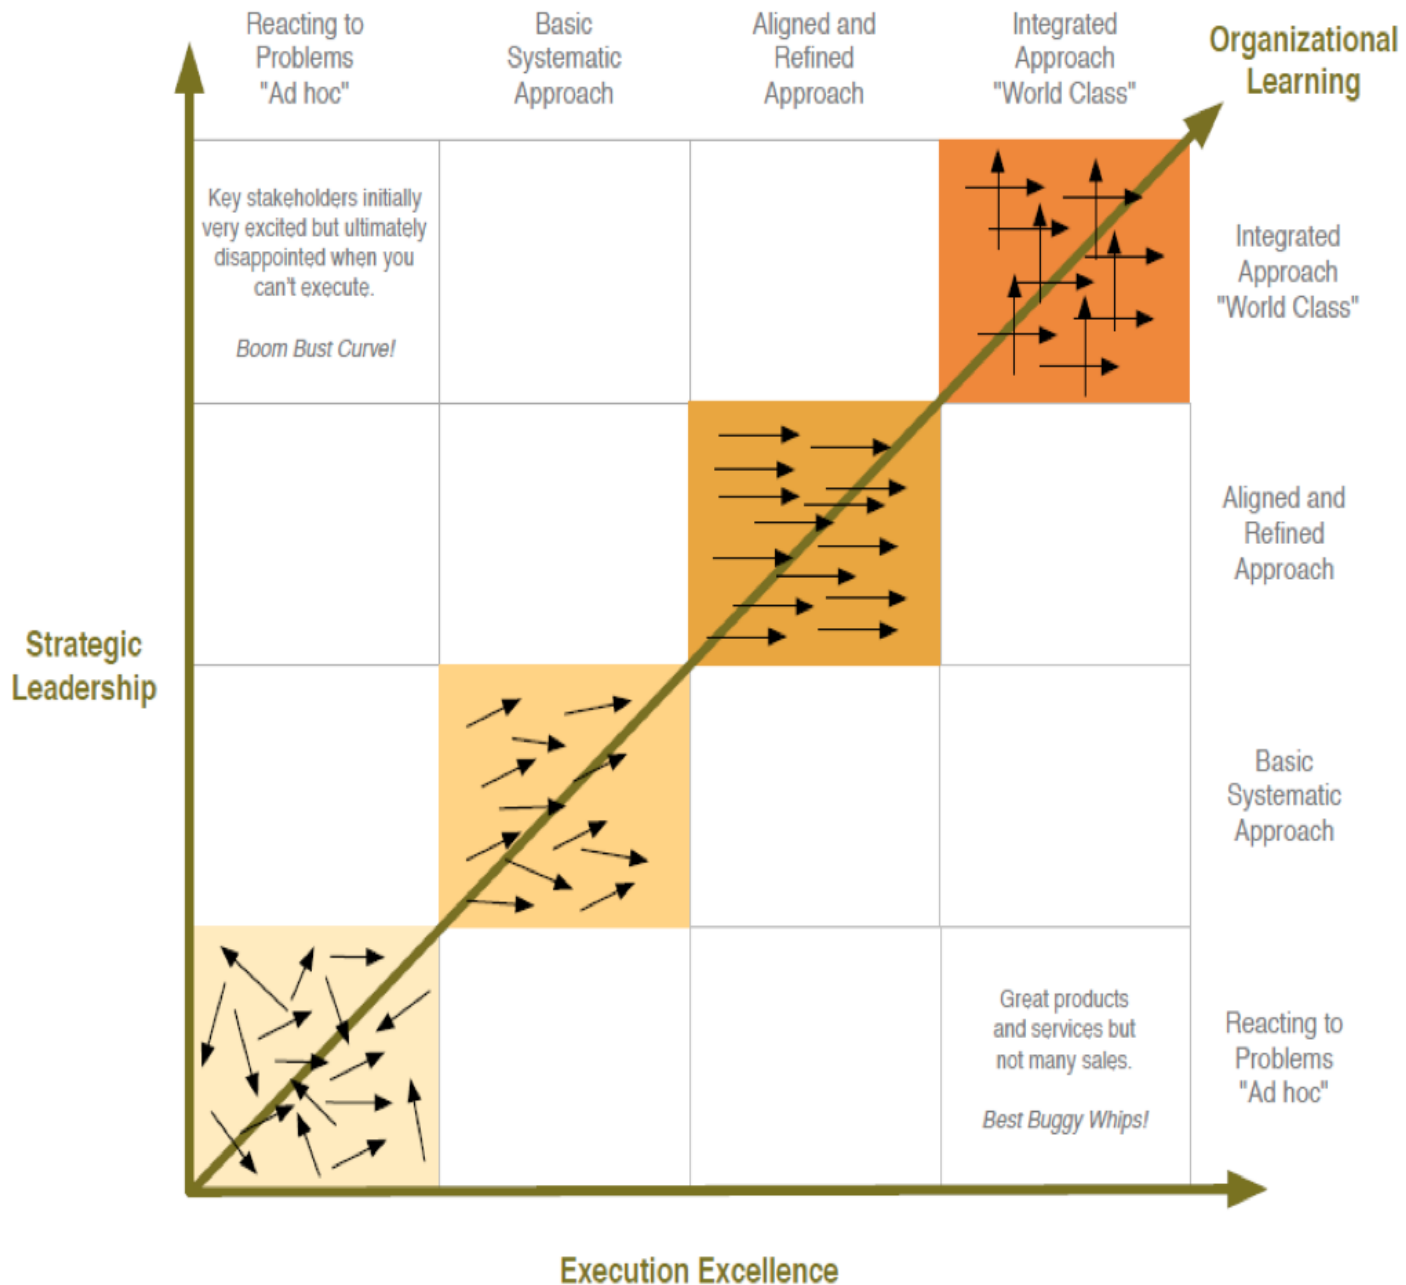 Reacting to
Problems
"Ad hoc"
Basic
Systematic
Approach
Aligned and
Refined
Approach
Integrated
Approach
"World Class"
Organizational
Learning
Key stakeholders initially
very excited but ultimately
disappointed when you
can't execute.
Boom Bust Curve!
Integrated
Approach
"World Class"
Aligned and
Refined
Approach
Strategic
Leadership
Basic
Systematic
Approach
Great products
and services but
not many sales.
Best Buggy Whips!
Reacting to
Problems
"Ad hoc"
Execution Excellence